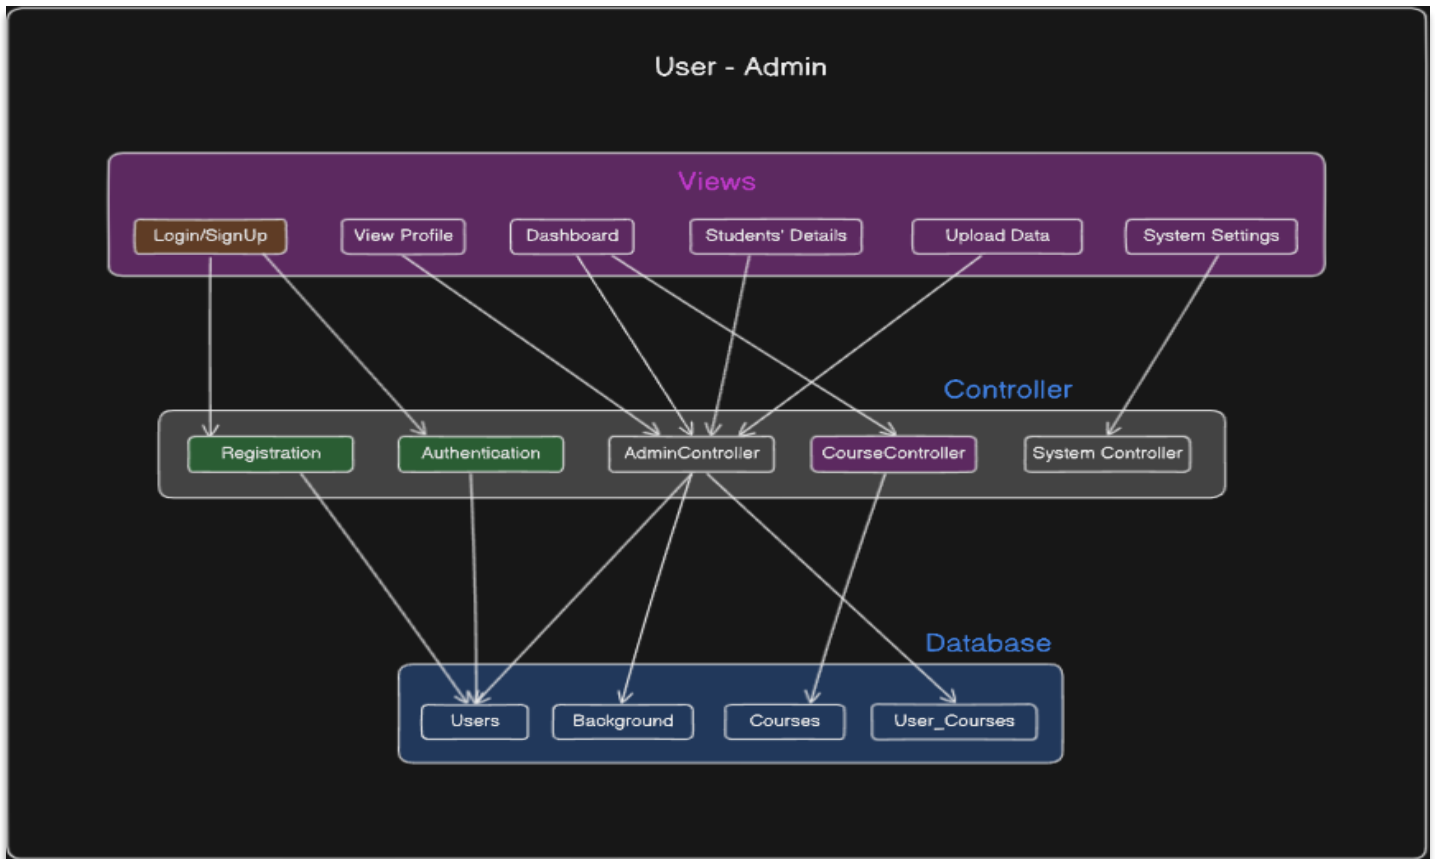 User - Admin
Views
Login/SignUp
View Profile
Dashboard
Students' Details
Upload Data
System Settings
Controller
Registration
Authentication
AdminController
CourseController
System Controller
Database
Users
Background
Courses
User_Courses